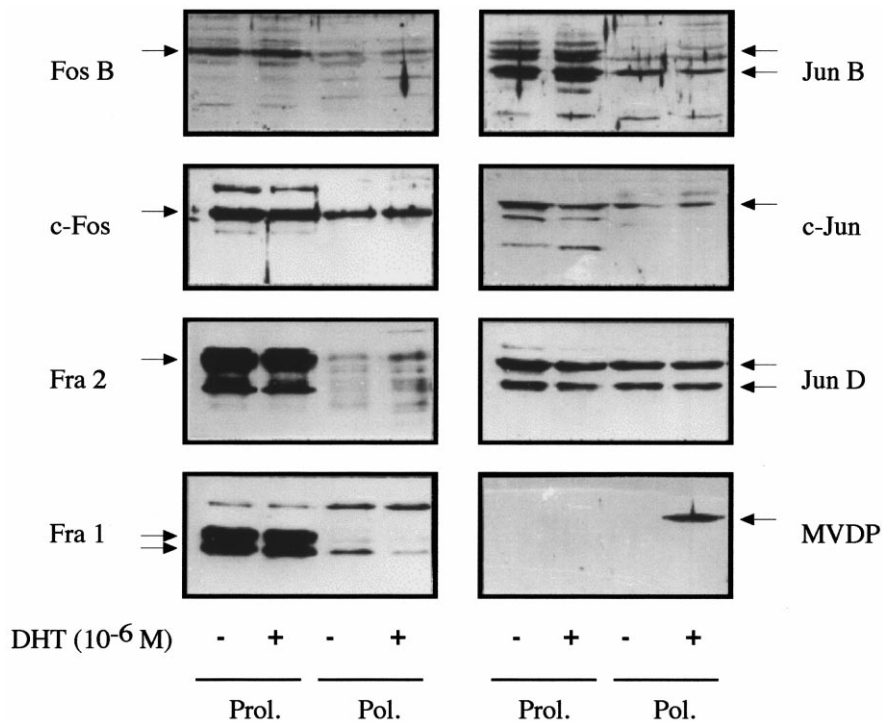 Fos B
Jun B
c-Fos
c-Jun
Fra 2
Jun D
Fra 1
MVDP
DHT (10-6 M) - + - + - + - +
Prol. Pol. Prol. Pol.